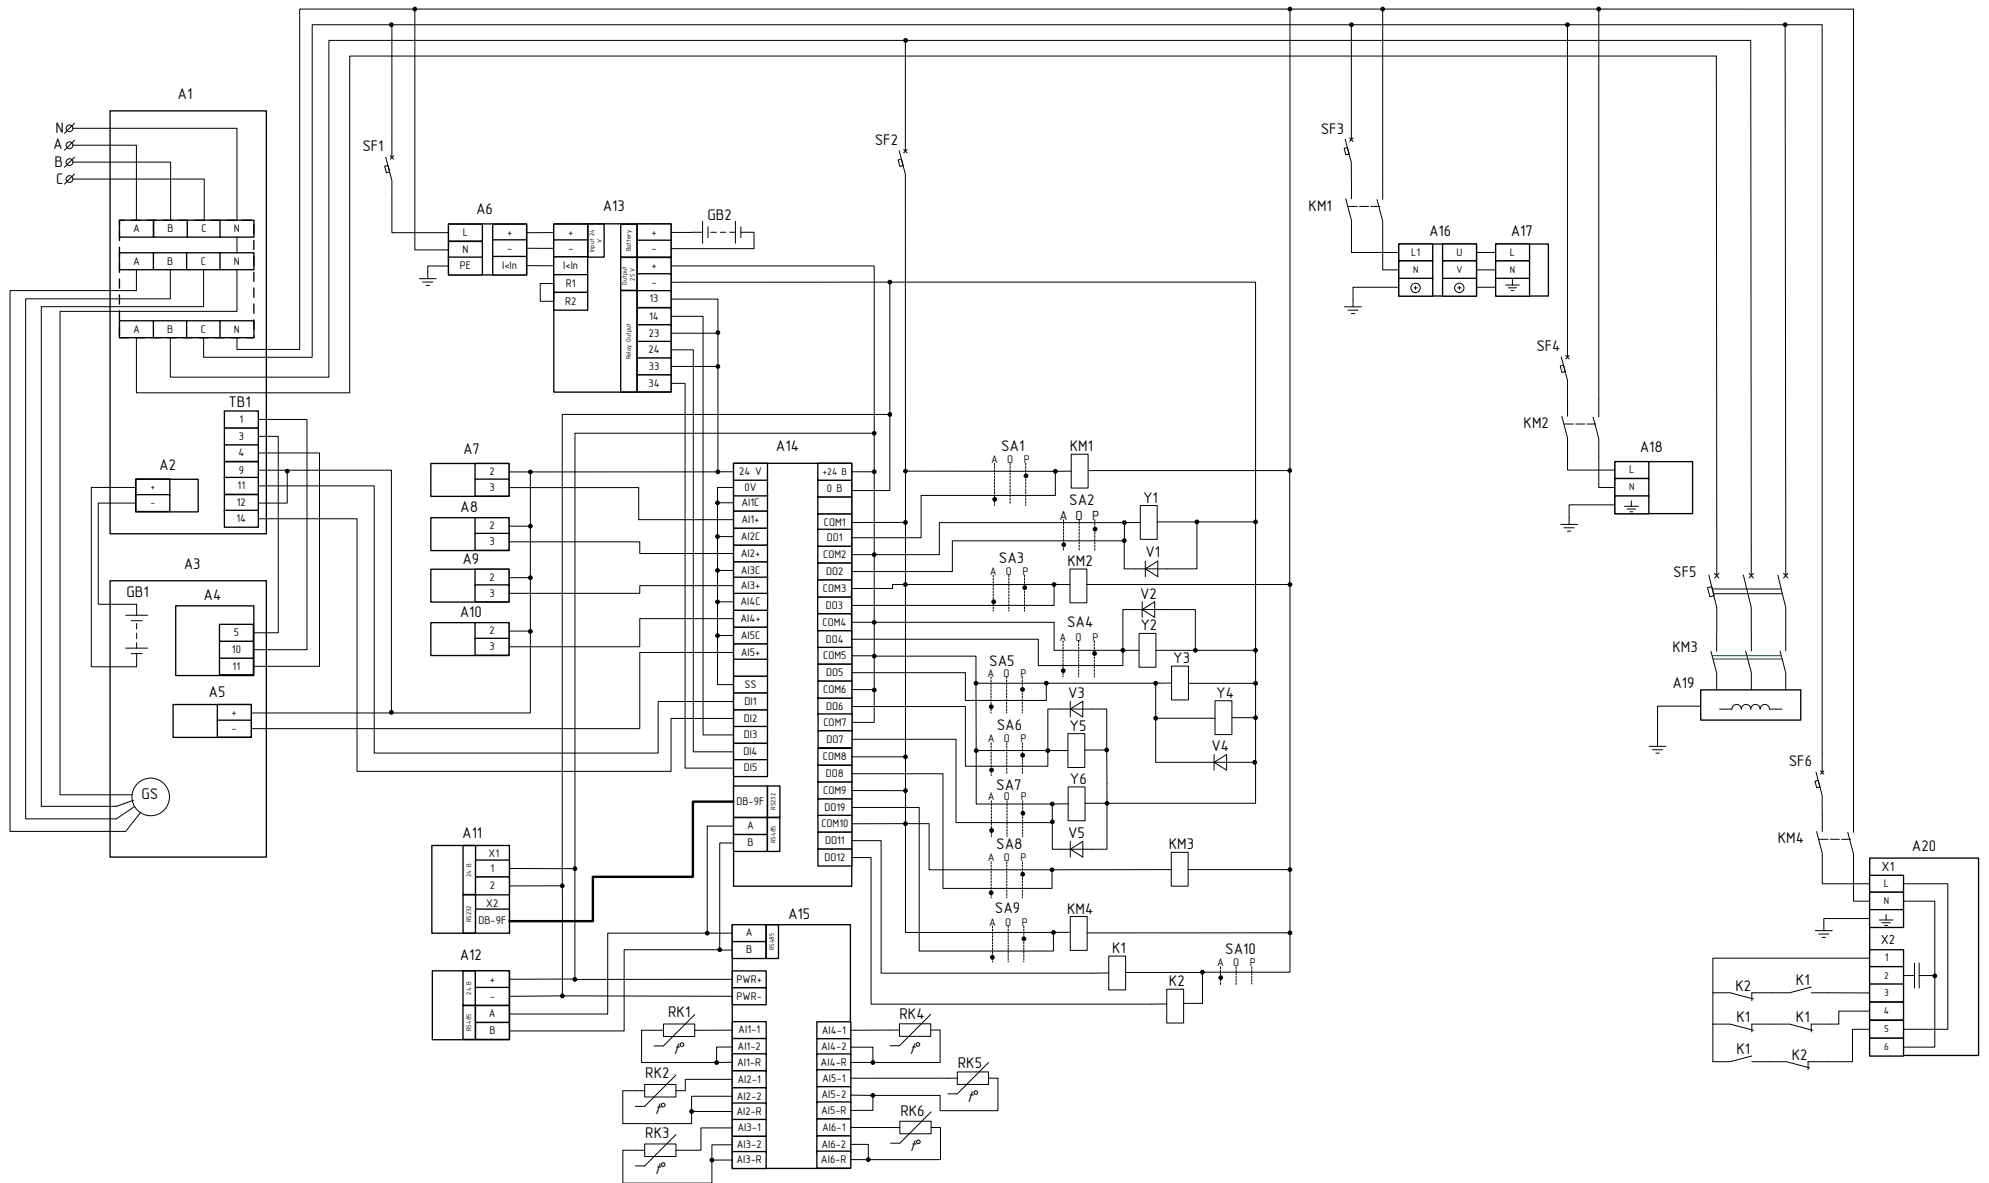 A1
N
A
B
C
A B C N
A B C N
A B C N
TB1
1
3
4
9
11
12
14
A2
+
-
A3
GB1
A4
5
10
11
A5
+
-
GS
SF1
A6
L +
N -
PE I<In
A13
+ Input 24 V
-
I<In
R1
R2
Battery + -
Output 25 V + -
Relay Output
13
14
23
24
33
34
GB2
A7
2
3
A8
2
3
A9
2
3
A10
2
3
A11
24 В
X1
1
2
RS232
X2
DB-9F
A12
24 В
+
-
RS485
A
B
A14
24 V
0V
AI1C
AI1+
AI2C
AI2+
AI3C
AI3+
AI4C
AI4+
AI5C
AI5+
SS
DI1
DI2
DI3
DI4
DI5
DB-9F RS232
A RS485
B
+24 В
0 В
COM1
DO1
COM2
DO2
COM3
DO3
COM4
DO4
COM5
DO5
COM6
DO6
COM7
DO7
COM8
DO8
COM9
DO19
COM10
DO11
DO12
A15
A RS485
B
PWR+
PWR-
AI1-1
AI1-2
AI1-R
AI2-1
AI2-2
AI2-R
AI3-1
AI3-2
AI3-R
AI4-1
AI4-2
AI4-R
AI5-1
AI5-2
AI5-R
AI6-1
AI6-2
AI6-R
RK1
t°
RK2
t°
RK3
t°
RK4
t°
RK5
t°
RK6
t°
SF2
SA1
A O P
KM1
SA2
A O P
Y1
V1
SA3
A O P
KM2
V2
SA4
A O P
Y2
SA5
A O P
Y3
Y4
V4
V3
SA6
A O P
Y5
SA7
A O P
Y6
V5
SA8
A O P
KM3
SA9
A O P
KM4
K1
K2
SA10
A O P
SF3
KM1
A16
L1 U
N V
A17
L
N
SF4
KM2
A18
L
N
SF5
KM3
A19
SF6
KM4
A20
X1
L
N
X2
1
2
3
4
5
6
K2 K1
K1 K1
K1 K2